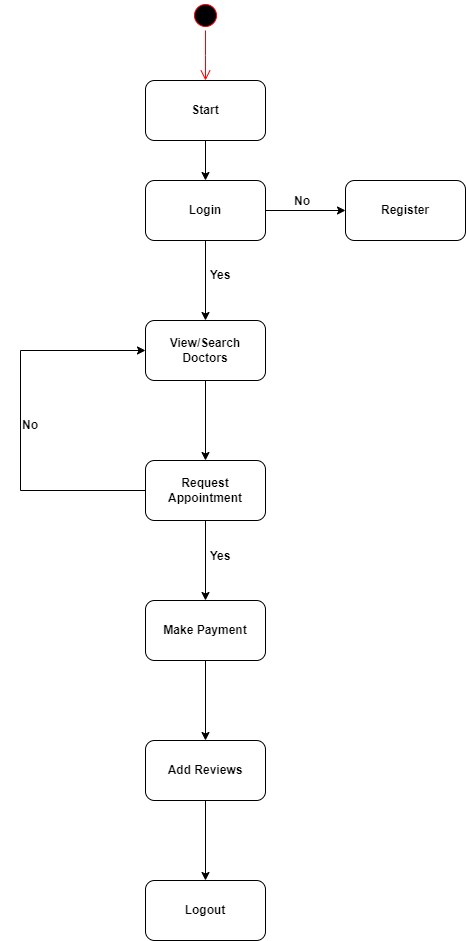 Start
Login
No
Register
Yes
View/Search
Doctors
No
Request
Appointment
Yes
Make Payment
Add Reviews
Logout